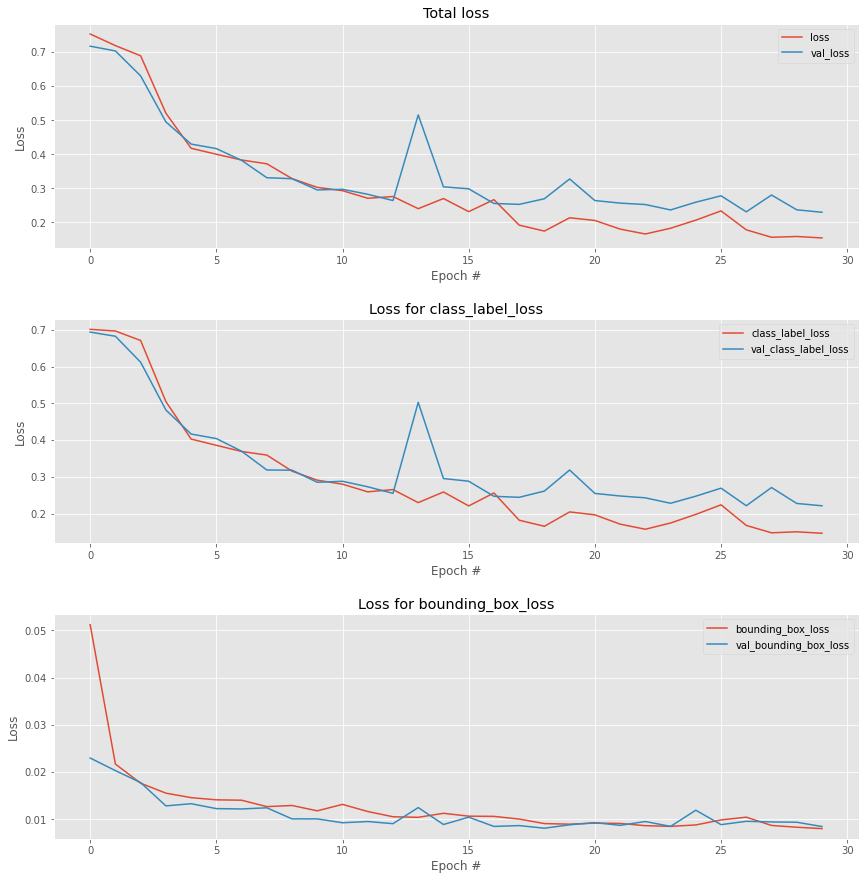 Total loss
0.7
0.6
0.5
0.4
0.3
0.2
Loss
loss
val_loss
0 5 10 15 20 25 30
Epoch #
Loss for class_label_loss
0.7
0.6
0.5
0.4
0.3
0.2
Loss
class_label_loss
val_class_label_loss
0 5 10 15 20 25 30
Epoch #
Loss for bounding_box_loss
0.05
0.04
0.03
0.02
0.01
Loss
bounding_box_loss
val_bounding_box_loss
0 5 10 15 20 25 30
Epoch #